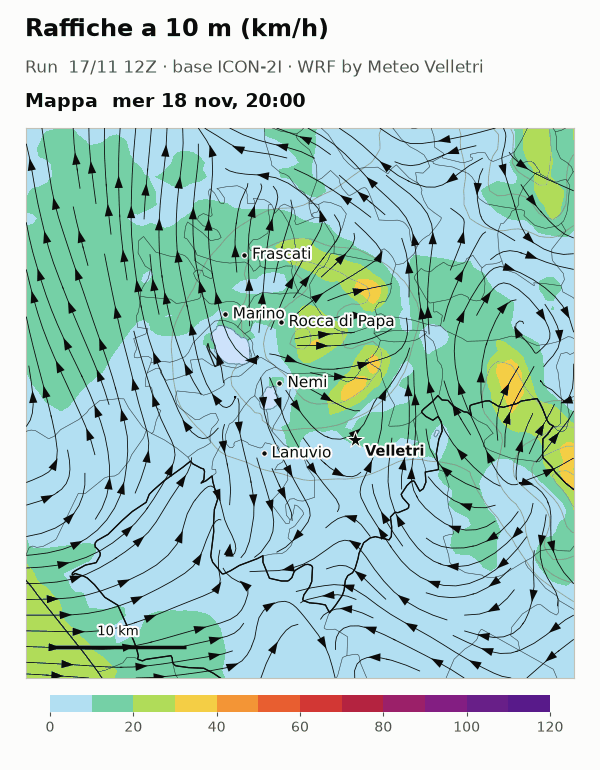 Raffiche a 10 m (km/h)
Run  17/11 12Z · base ICON-2I · WRF by Meteo Velletri
Mappa  mer 18 nov, 20:00
Frascati
Marino
Rocca di Papa
Nemi
Velletri
Lanuvio
10 km
0 20 40 60 80 100 120